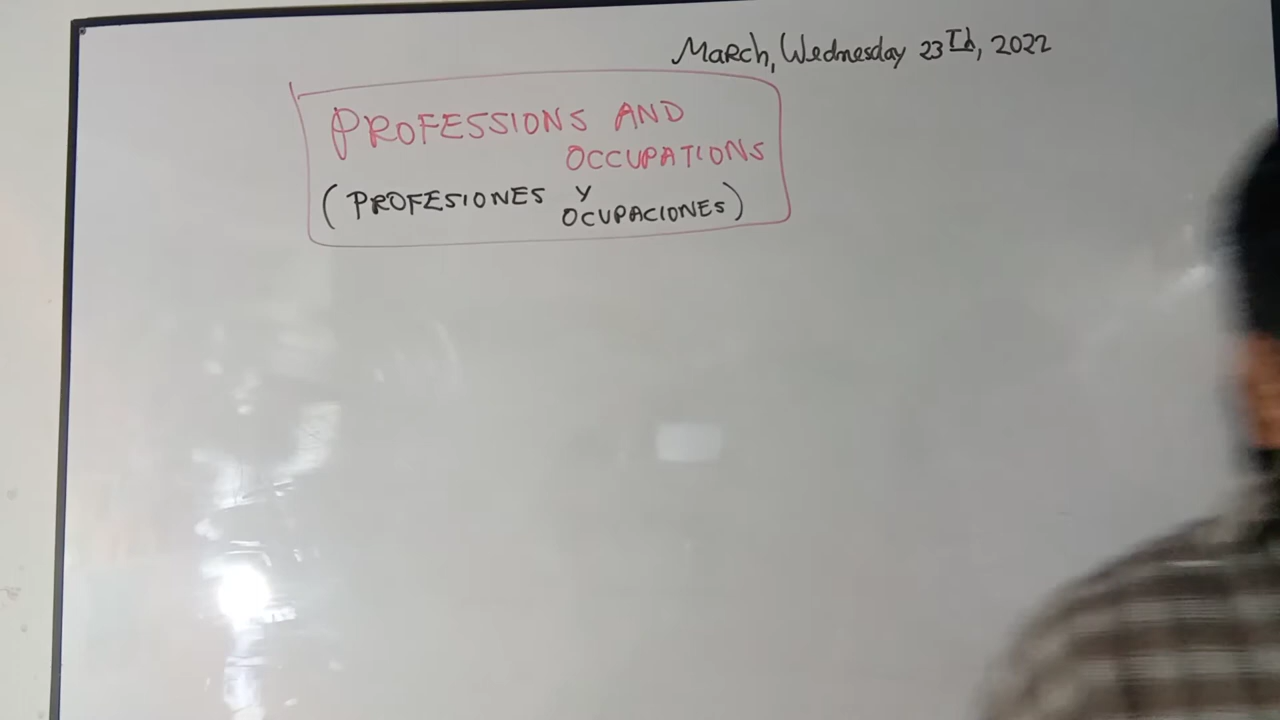 March, Wednesday 23Th, 2022
PROFESSIONS AND
OCCUPATIONS
(PROFESIONES Y
OCUPACIONES)